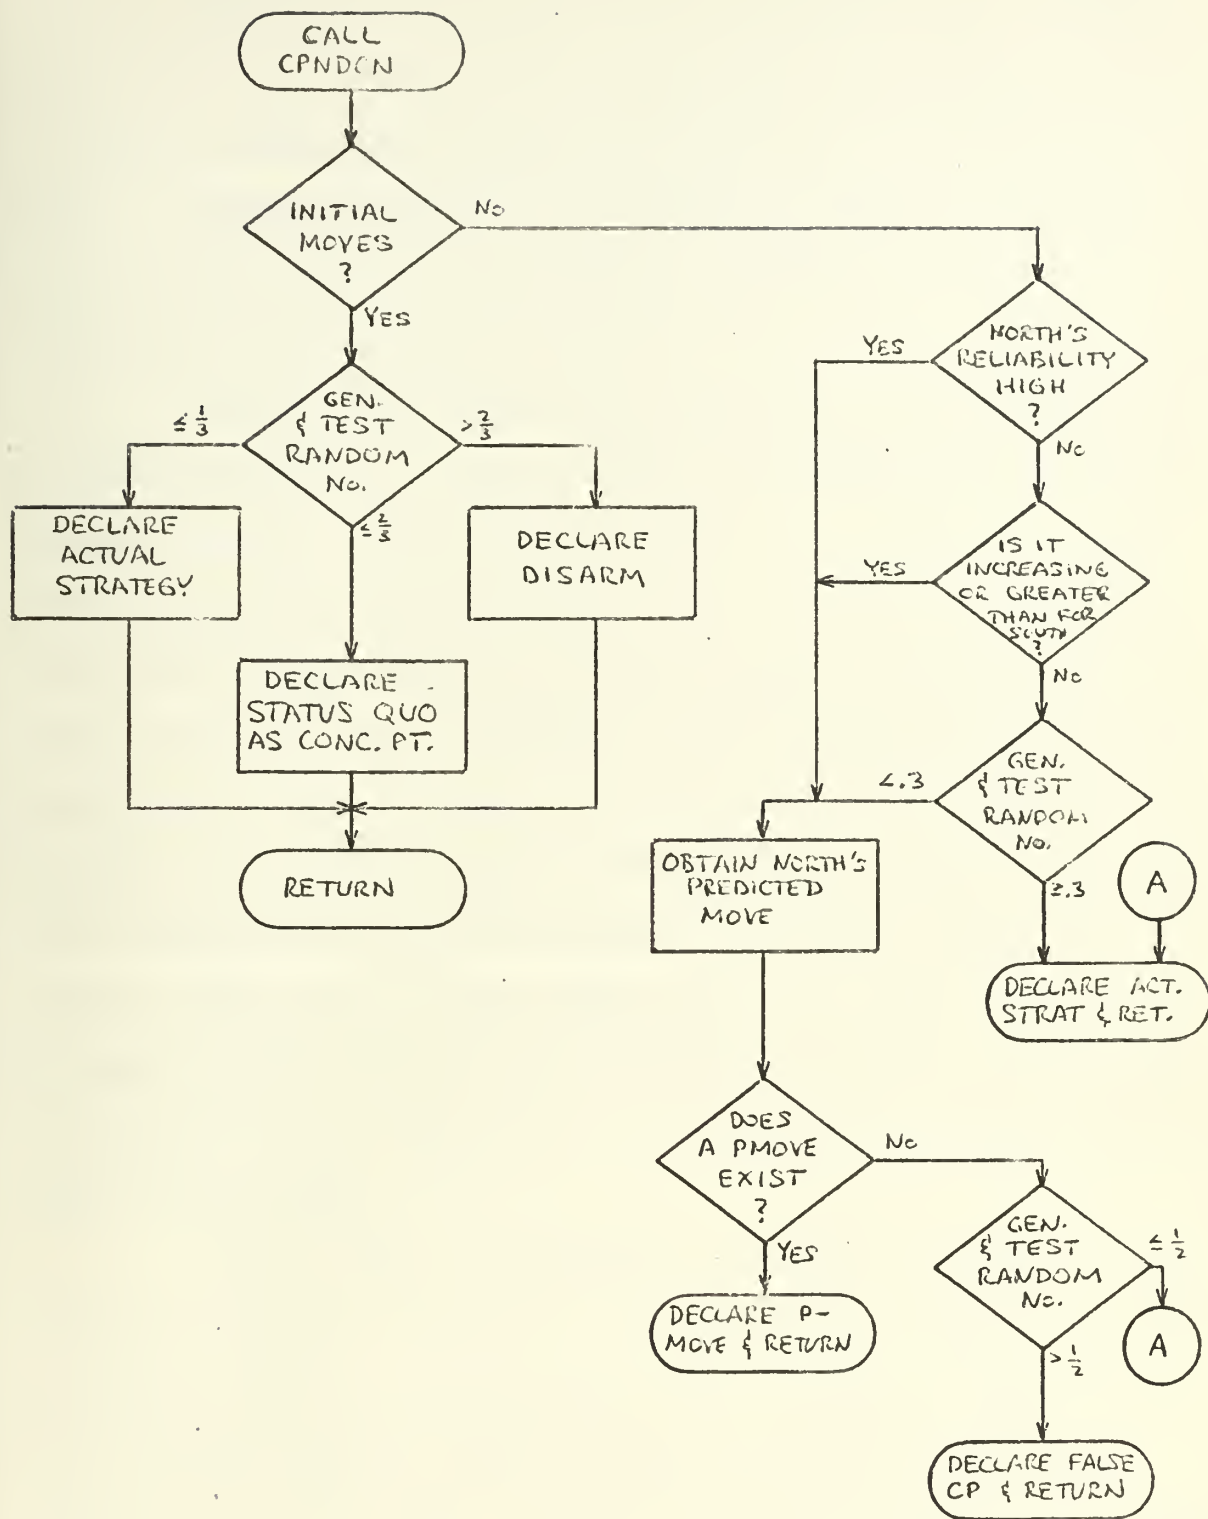 CALL
CPNDCN
INITIAL
MOVES
?
No
YES
GEN.
& TEST
RANDOM
No.
≤ 1/3
> 2/3
≤ 2/3
DECLARE
ACTUAL
STRATEGY
DECLARE
DISARM
DECLARE
STATUS QUO
AS CONC. PT.
RETURN
NORTH'S
RELIABILITY
HIGH
?
YES
No
IS IT
INCREASING
OR GREATER
THAN FOR
SOUTH
?
YES
No
GEN.
& TEST
RANDOM
No.
<.3
≥.3
A
DECLARE ACT.
STRAT & RET.
OBTAIN NORTH'S
PREDICTED
MOVE
DOES
A PMOVE
EXIST
?
No
YES
DECLARE P-
MOVE & RETURN
GEN.
& TEST
RANDOM
No.
≤ 1/2
A
> 1/2
DECLARE FALSE
CP & RETURN